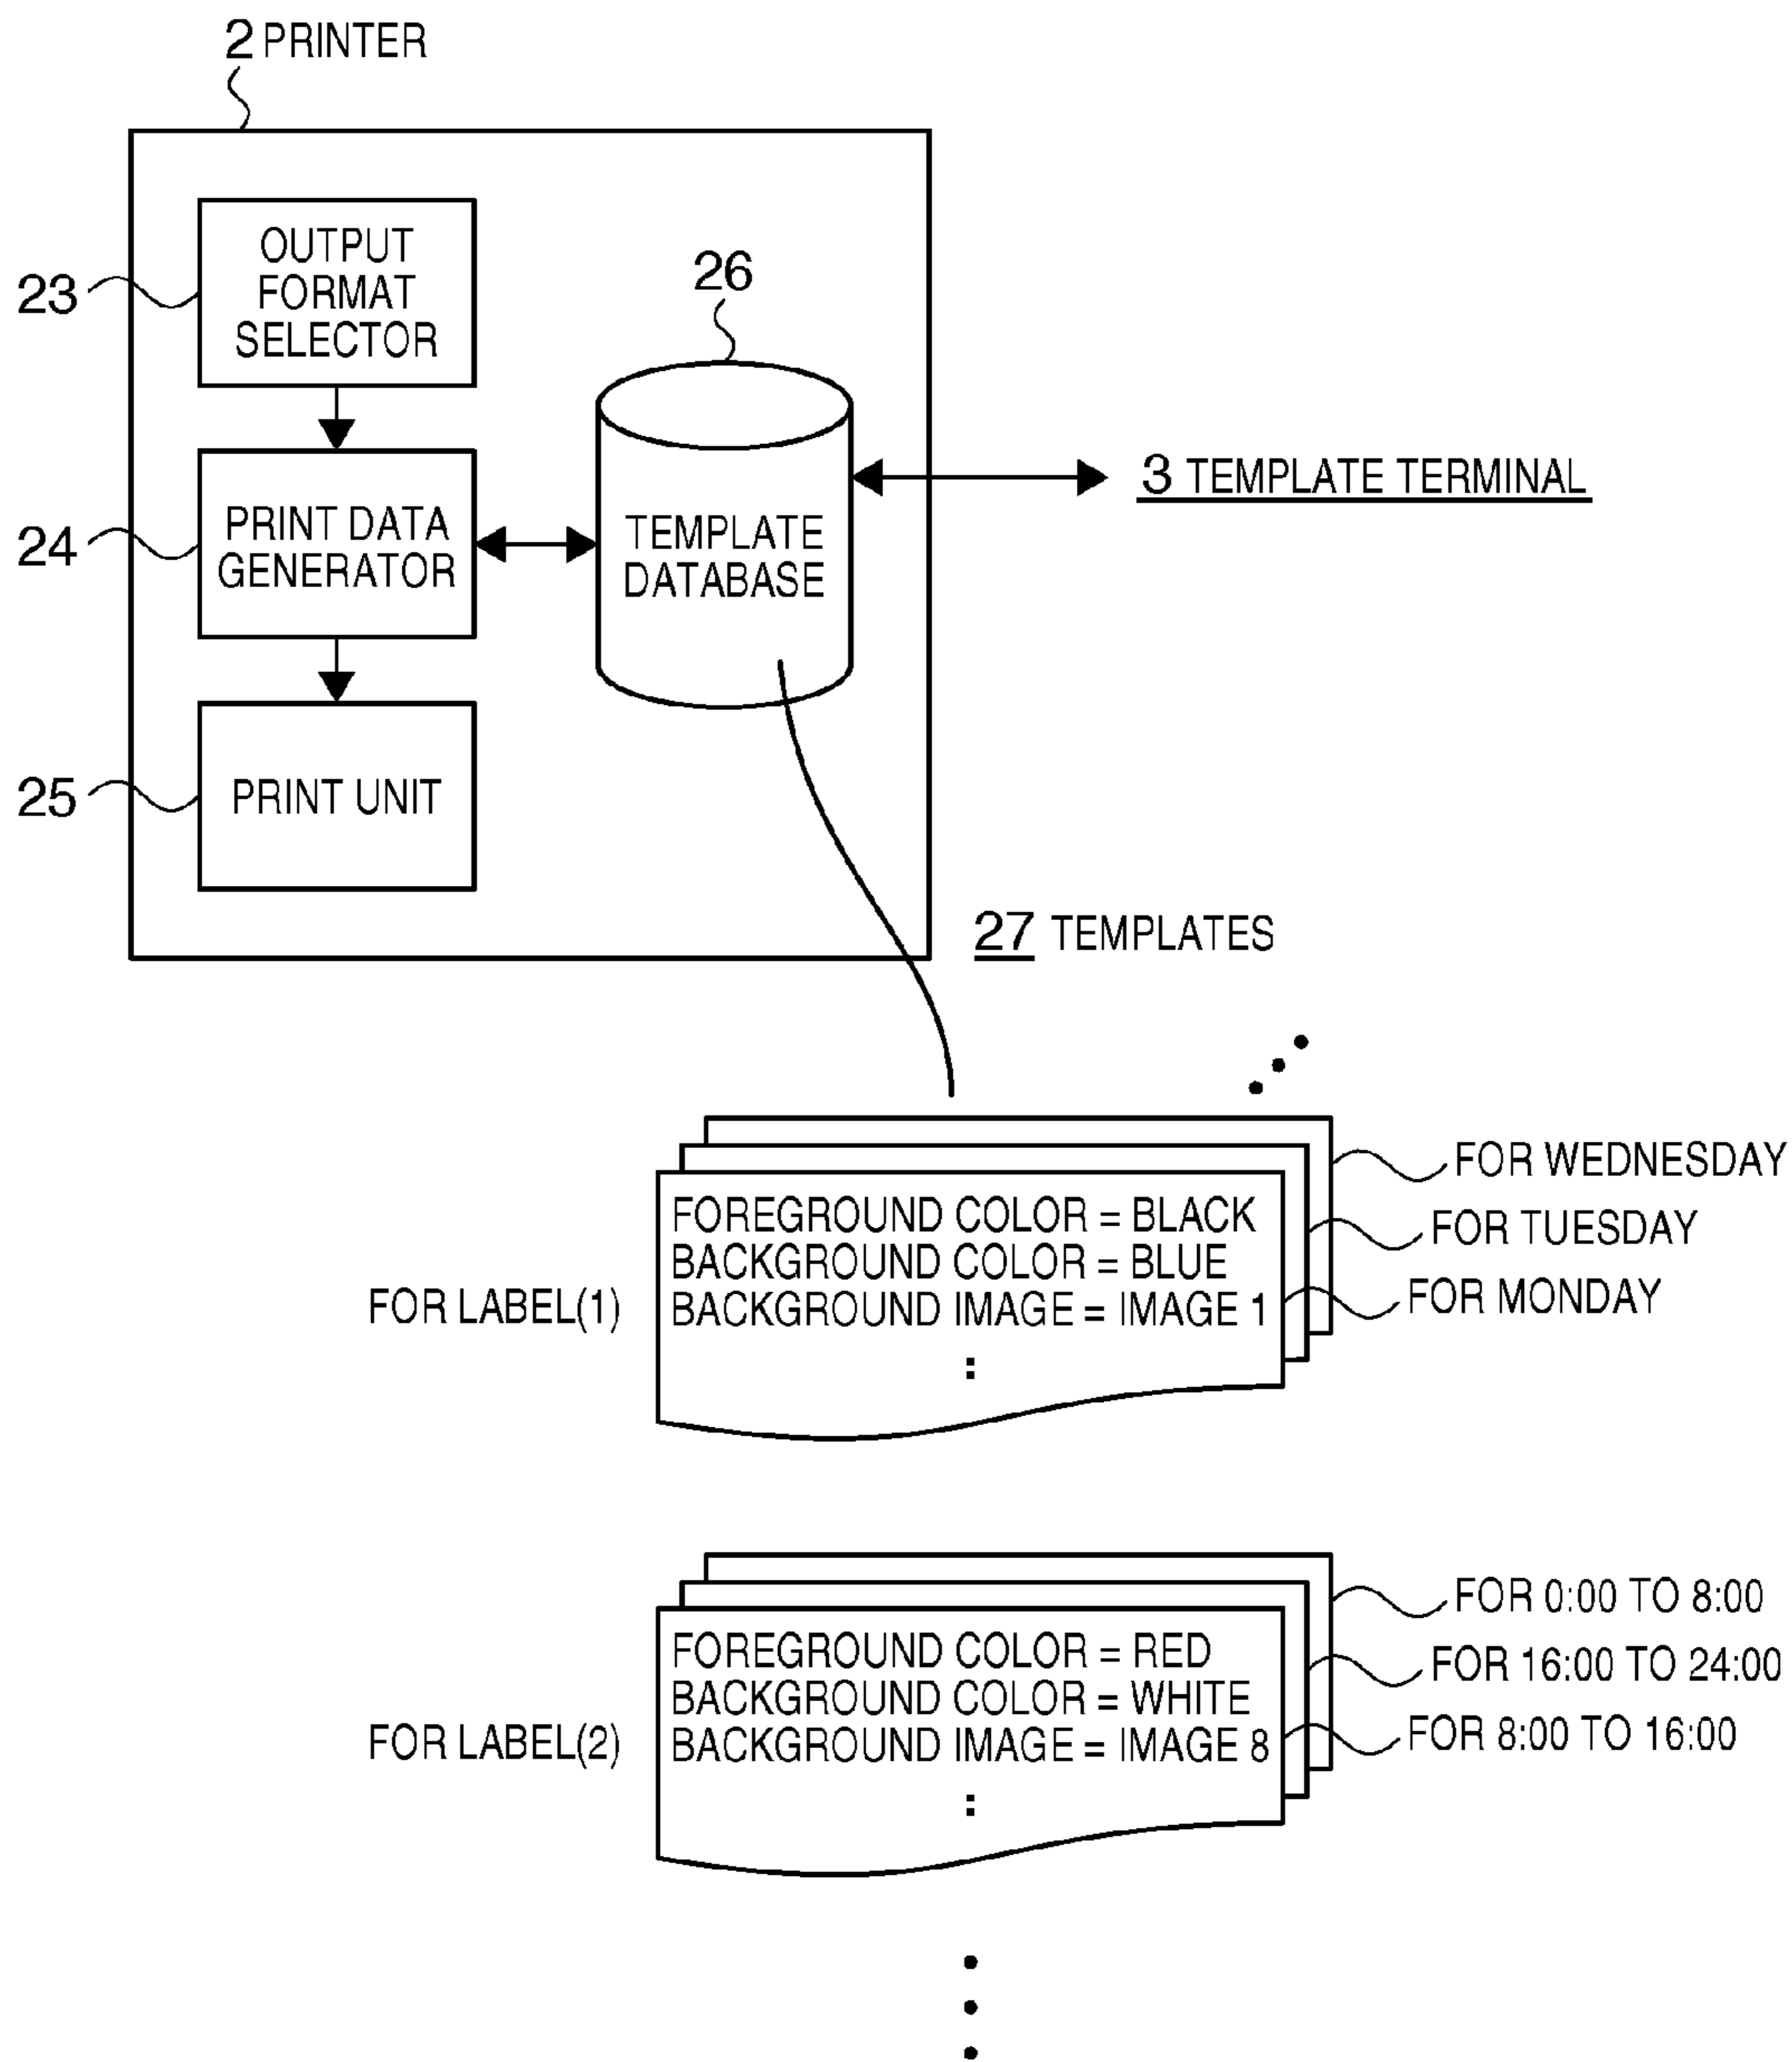 2 PRINTER
OUTPUT
FORMAT
SELECTOR
23
26
3 TEMPLATE TERMINAL
PRINT DATA
GENERATOR
24
TEMPLATE
DATABASE
25
PRINT UNIT
27 TEMPLATES
FOR WEDNESDAY
FOR TUESDAY
FOR MONDAY
FOR LABEL(1)
FOREGROUND COLOR = BLACK
BACKGROUND COLOR = BLUE
BACKGROUND IMAGE = IMAGE 1
:
FOR 0:00 TO 8:00
FOR 16:00 TO 24:00
FOR 8:00 TO 16:00
FOR LABEL(2)
FOREGROUND COLOR = RED
BACKGROUND COLOR = WHITE
BACKGROUND IMAGE = IMAGE 8
: